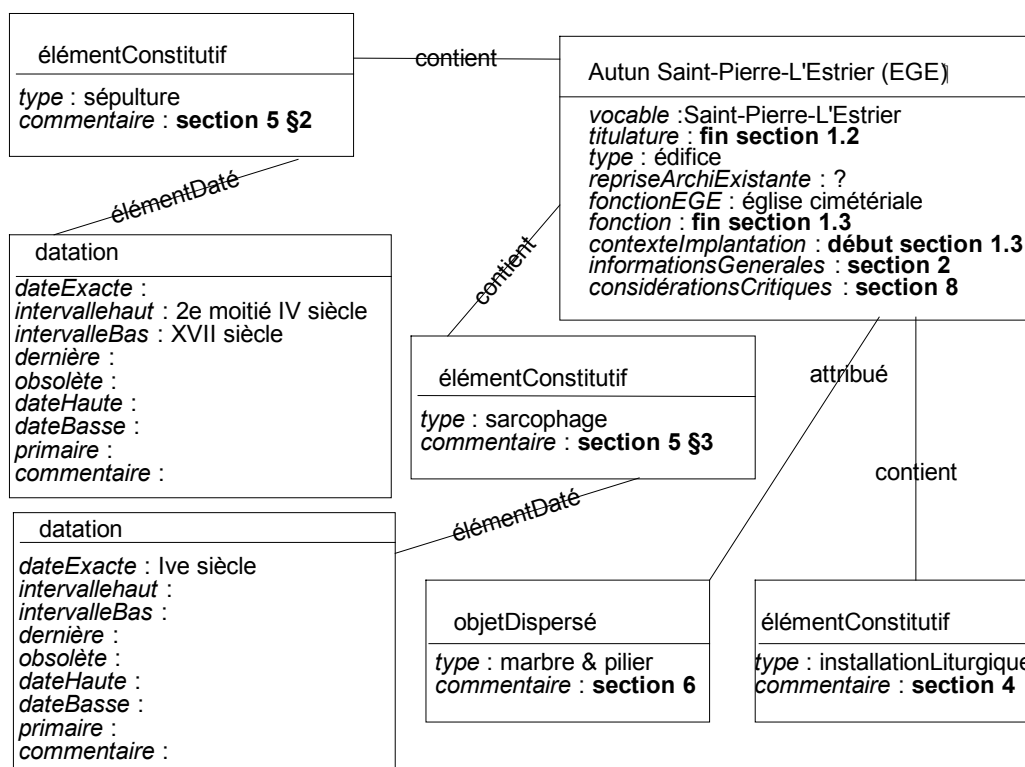 élémentConstitutif
type : sépulture
commentaire : section 5 §2
contient
Autun Saint-Pierre-L'Estrier (EGE)
vocable :Saint-Pierre-L'Estrier
titulature : fin section 1.2
type : édifice
repriseArchiExistante : ?
fonctionEGE : église cimétériale
fonction : fin section 1.3
contexteImplantation : début section 1.3
informationsGenerales : section 2
considérationsCritiques : section 8
élémentDaté
datation
dateExacte :
intervallehaut : 2e moitié IV siècle
intervalleBas : XVII siècle
dernière :
obsolète :
dateHaute :
dateBasse :
primaire :
commentaire :
contient
élémentConstitutif
type : sarcophage
commentaire : section 5 §3
attribué
contient
élémentDaté
datation
dateExacte : Ive siècle
intervallehaut :
intervalleBas :
dernière :
obsolète :
dateHaute :
dateBasse :
primaire :
commentaire :
objetDispersé
type : marbre & pilier
commentaire : section 6
élémentConstitutif
type : installationLiturgique
commentaire : section 4